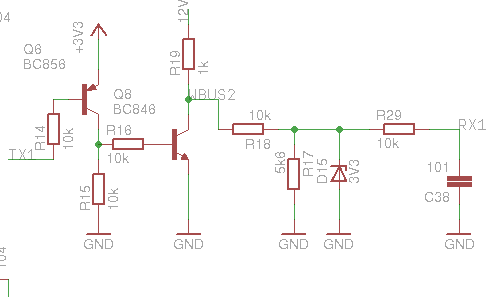 04
12V
+3V3
Q6
BC856
R19
1k
Q8
BC846
NBUS2
R14
10k
TX1
R16
10k
10k
R18
R29
10k
RX1
R15
10k
5k6
R17
D15
3V3
101
C38
GND
GND
GND
GND
GND
104